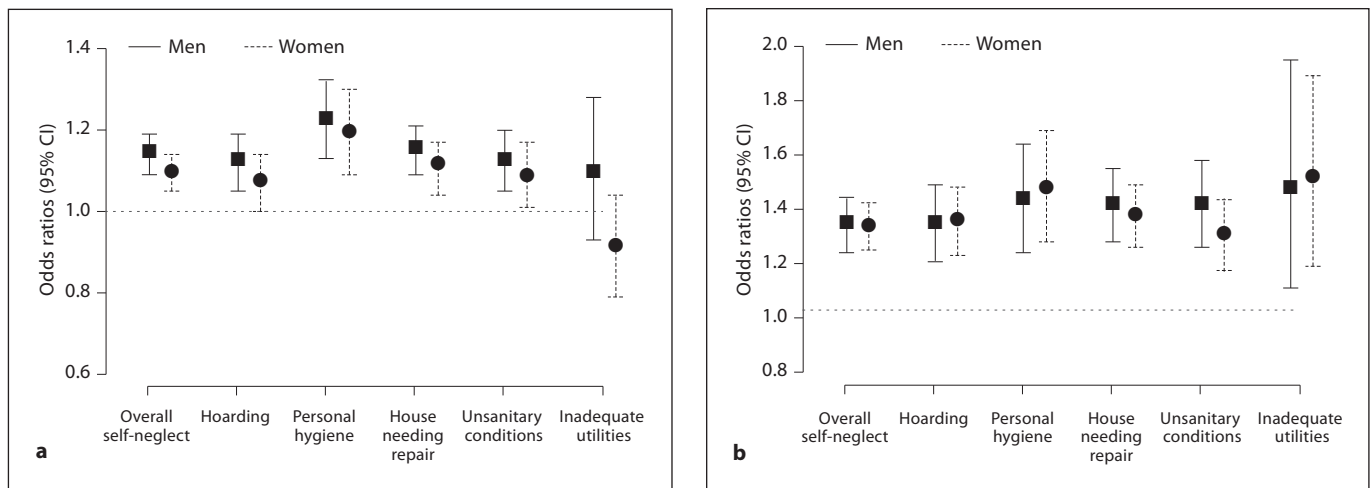 Men Women
1.4
1.2
1.0
0.8
0.6
Odds ratios (95% CI)
Overall
self-neglect
Hoarding
Personal
hygiene
House
needing
repair
Unsanitary
conditions
Inadequate
utilities
a
Men Women
2.0
1.8
1.6
1.4
1.2
1.0
0.8
Odds ratios (95% CI)
Overall
self-neglect
Hoarding
Personal
hygiene
House
needing
repair
Unsanitary
conditions
Inadequate
utilities
b